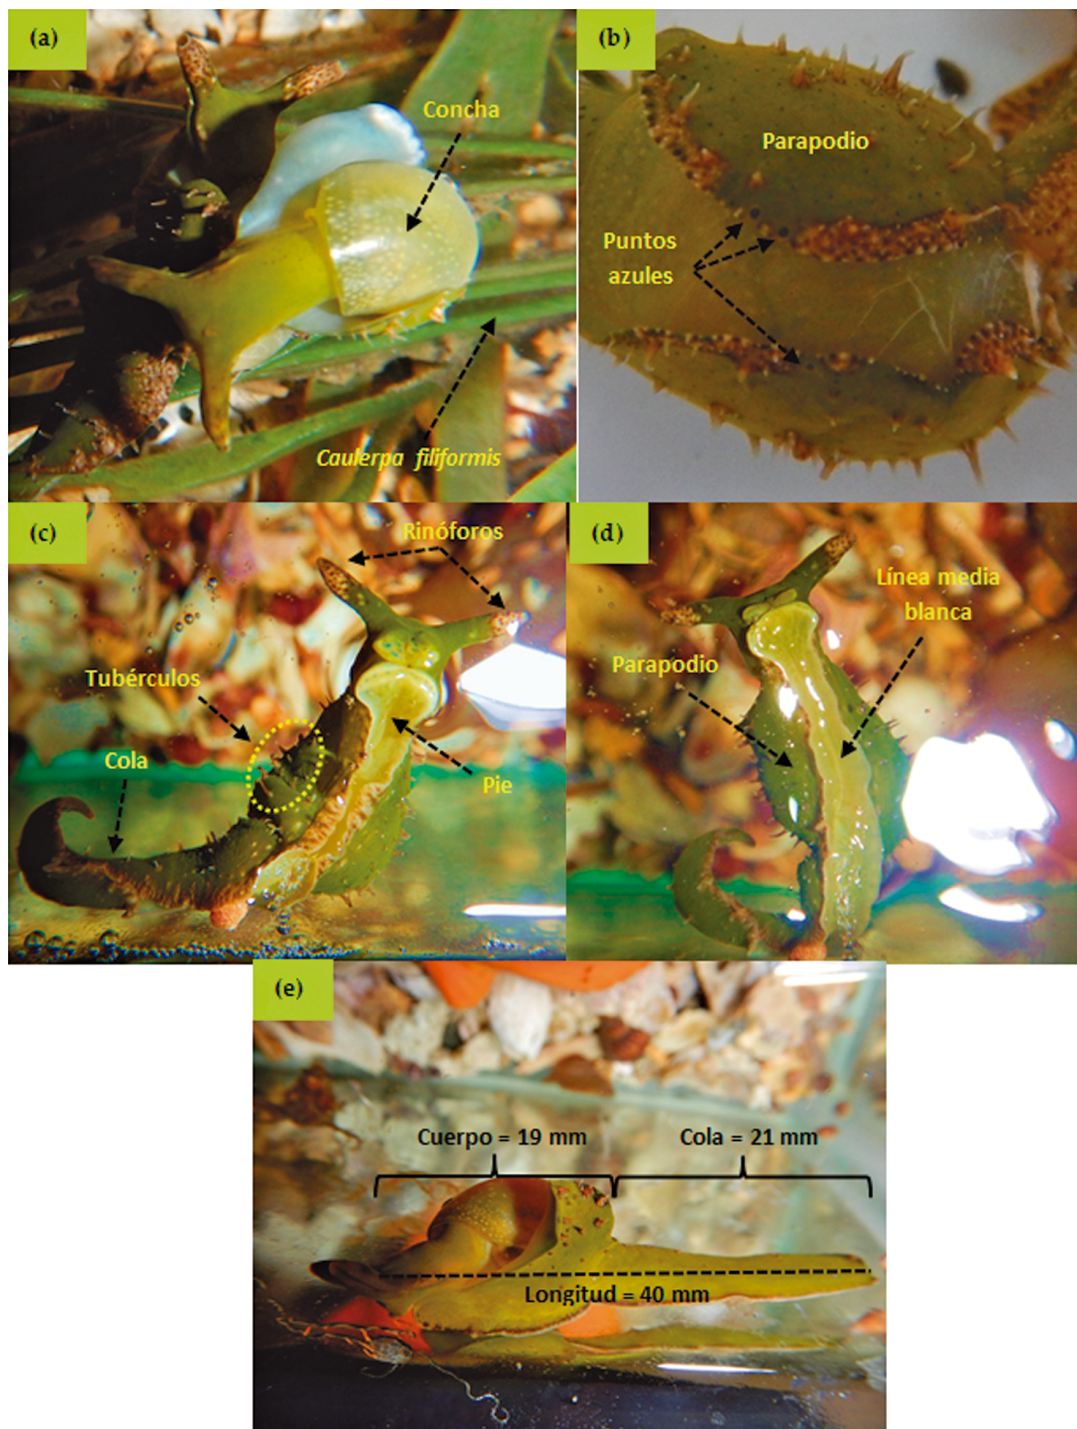 (a)
Concha
Caulerpa filiformis
(b)
Parapodio
Puntos
azules
(c)
Rinóforos
Tubérculos
Cola
Pie
(d)
Línea media
blanca
Parapodio
(e)
Cuerpo = 19 mm
Cola = 21 mm
Longitud = 40 mm